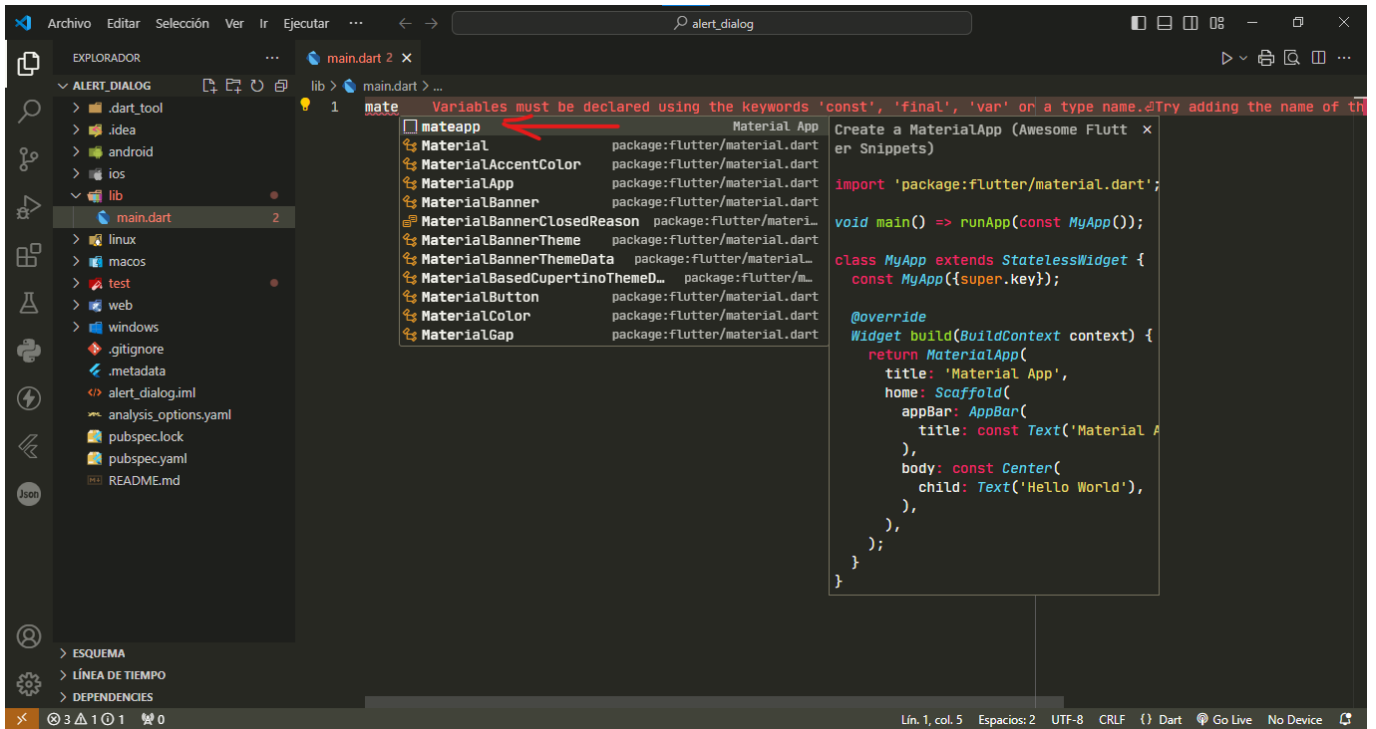 Archivo Editar Selección Ver Ir Ejecutar ··· alert_dialog
EXPLORADOR ···
ALERT_DIALOG
.dart_tool
.idea
android
ios
lib
main.dart 2
linux
macos
test
web
windows
.gitignore
.metadata
alert_dialog.iml
analysis_options.yaml
pubspec.lock
pubspec.yaml
README.md
ESQUEMA
LÍNEA DE TIEMPO
DEPENDENCIES
Json
main.dart 2
lib > main.dart > ...
1 mate Variables must be declared using the keywords 'const', 'final', 'var' or a type name.⏎Try adding the name of th
mateapp Material App
Material package:flutter/material.dart
MaterialAccentColor package:flutter/material.dart
MaterialApp package:flutter/material.dart
MaterialBanner package:flutter/material.dart
MaterialBannerClosedReason package:flutter/materi…
MaterialBannerTheme package:flutter/material.dart
MaterialBannerThemeData package:flutter/material…
MaterialBasedCupertinoThemeD… package:flutter/m…
MaterialButton package:flutter/material.dart
MaterialColor package:flutter/material.dart
MaterialGap package:flutter/material.dart
Create a MaterialApp (Awesome Flutt
er Snippets)
import 'package:flutter/material.dart';
void main() => runApp(const MyApp());
class MyApp extends StatelessWidget {
const MyApp({super.key});
@override
Widget build(BuildContext context) {
return MaterialApp(
title: 'Material App',
home: Scaffold(
appBar: AppBar(
title: const Text('Material A
),
body: const Center(
child: Text('Hello World'),
),
),
);
}
}
3 1 1 0 Lín. 1, col. 5 Espacios: 2 UTF-8 CRLF {} Dart Go Live No Device